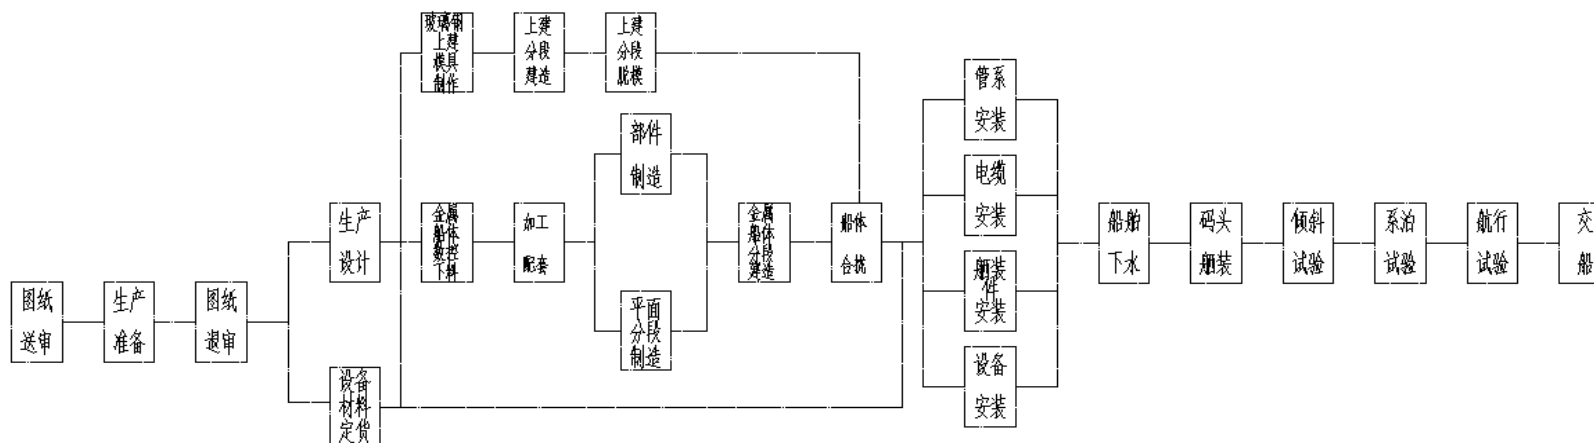 图纸
送审
生产
准备
图纸
退审
生产
设计
设备
材料
定货
玻璃钢
上建
模具
制作
上建
分段
建造
上建
分段
脱模
金属
船体
数控
下料
加工
配套
部件
制造
平面
分段
制造
金属
船体
分段
建造
船体
合拢
管系
安装
电缆
安装
舾装
件
安装
设备
安装
船舶
下水
码头
舾装
倾斜
试验
系泊
试验
航行
试验
交
船